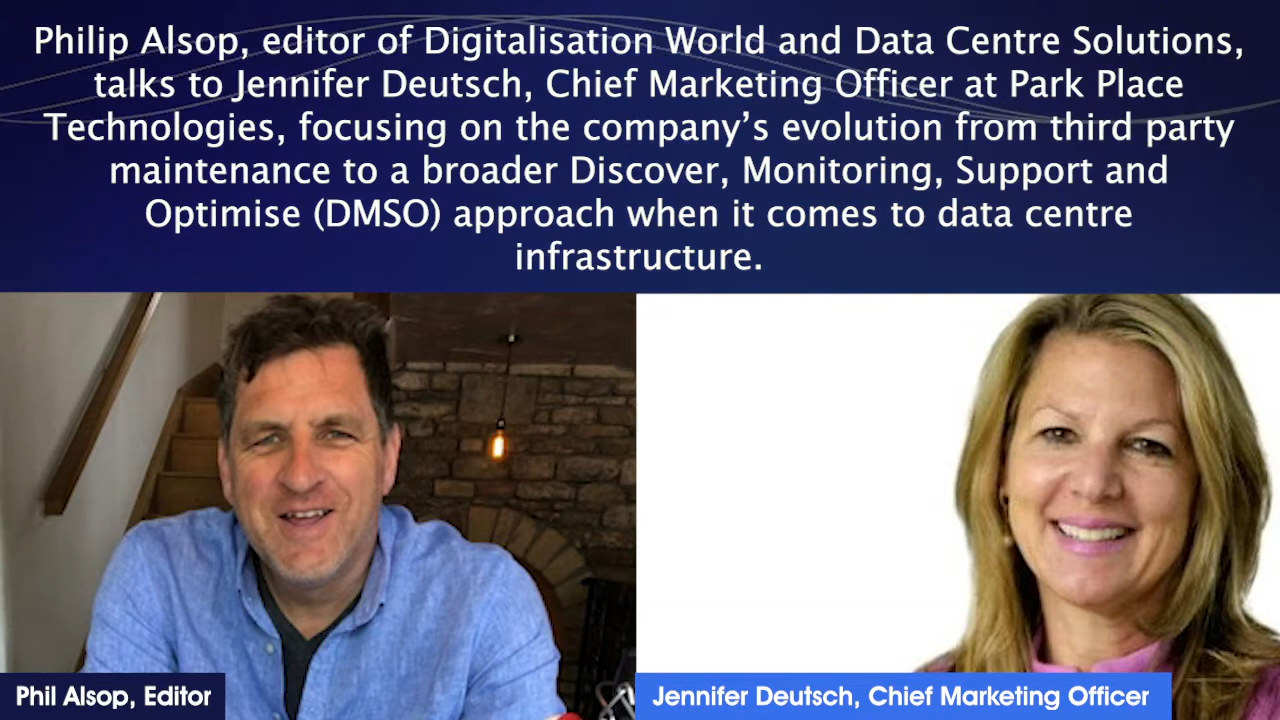 Philip Alsop, editor of Digitalisation World and Data Centre Solutions,
talks to Jennifer Deutsch, Chief Marketing Officer at Park Place
Technologies, focusing on the company’s evolution from third party
maintenance to a broader Discover, Monitoring, Support and
Optimise (DMSO) approach when it comes to data centre
infrastructure.
Phil Alsop, Editor
Jennifer Deutsch, Chief Marketing Officer